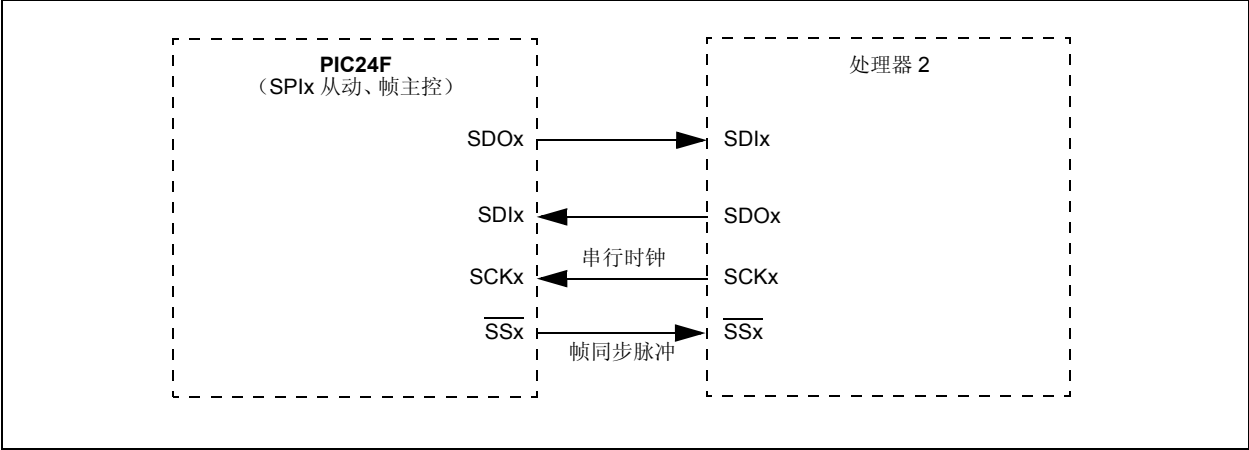 PIC24F
（SPIx 从动、帧主控）
处理器 2
SDOx
SDIx
SDIx
SDOx
串行时钟
SCKx
SCKx
SSx
SSx
帧同步脉冲